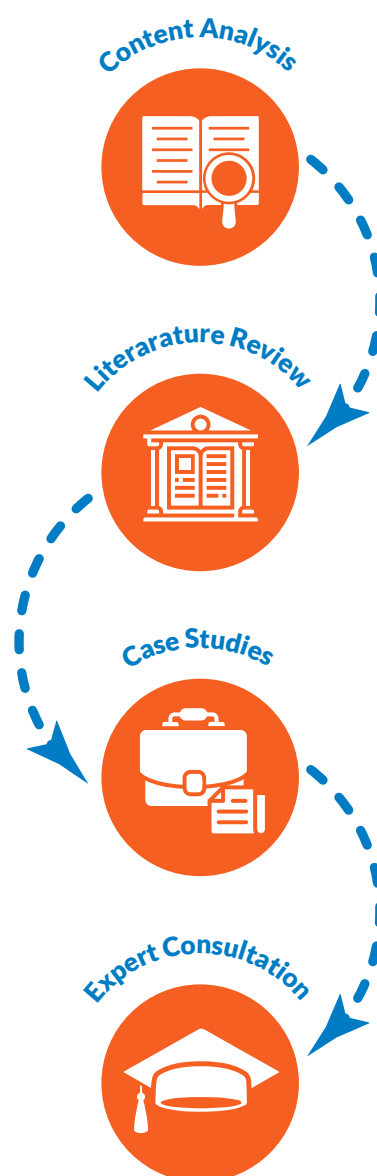 Content Analysis
Literarature Review
Case Studies
Expert Consultation